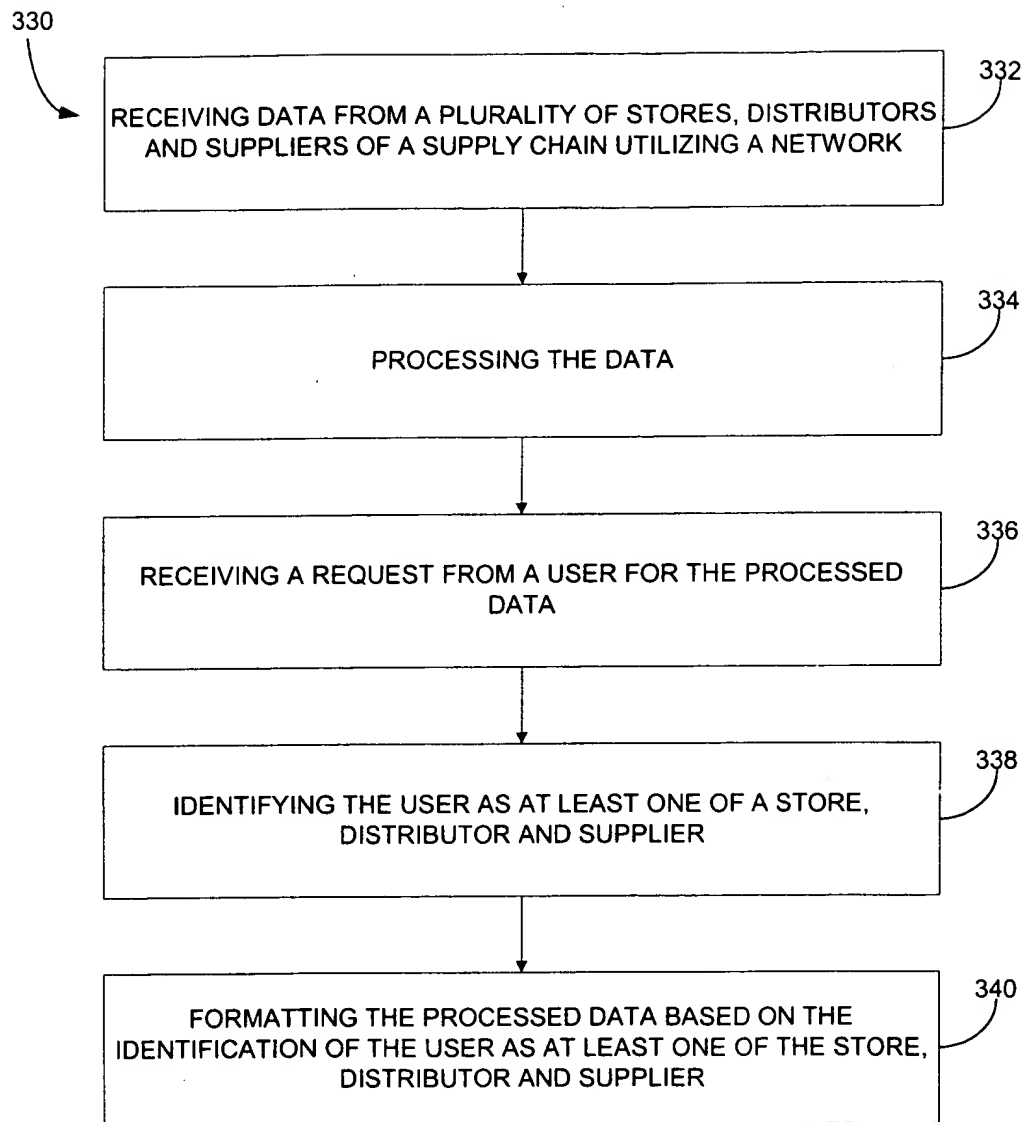 330
332
RECEIVING DATA FROM A PLURALITY OF STORES, DISTRIBUTORS
AND SUPPLIERS OF A SUPPLY CHAIN UTILIZING A NETWORK
334
PROCESSING THE DATA
336
RECEIVING A REQUEST FROM A USER FOR THE PROCESSED
DATA
338
IDENTIFYING THE USER AS AT LEAST ONE OF A STORE,
DISTRIBUTOR AND SUPPLIER
340
FORMATTING THE PROCESSED DATA BASED ON THE
IDENTIFICATION OF THE USER AS AT LEAST ONE OF THE STORE,
DISTRIBUTOR AND SUPPLIER